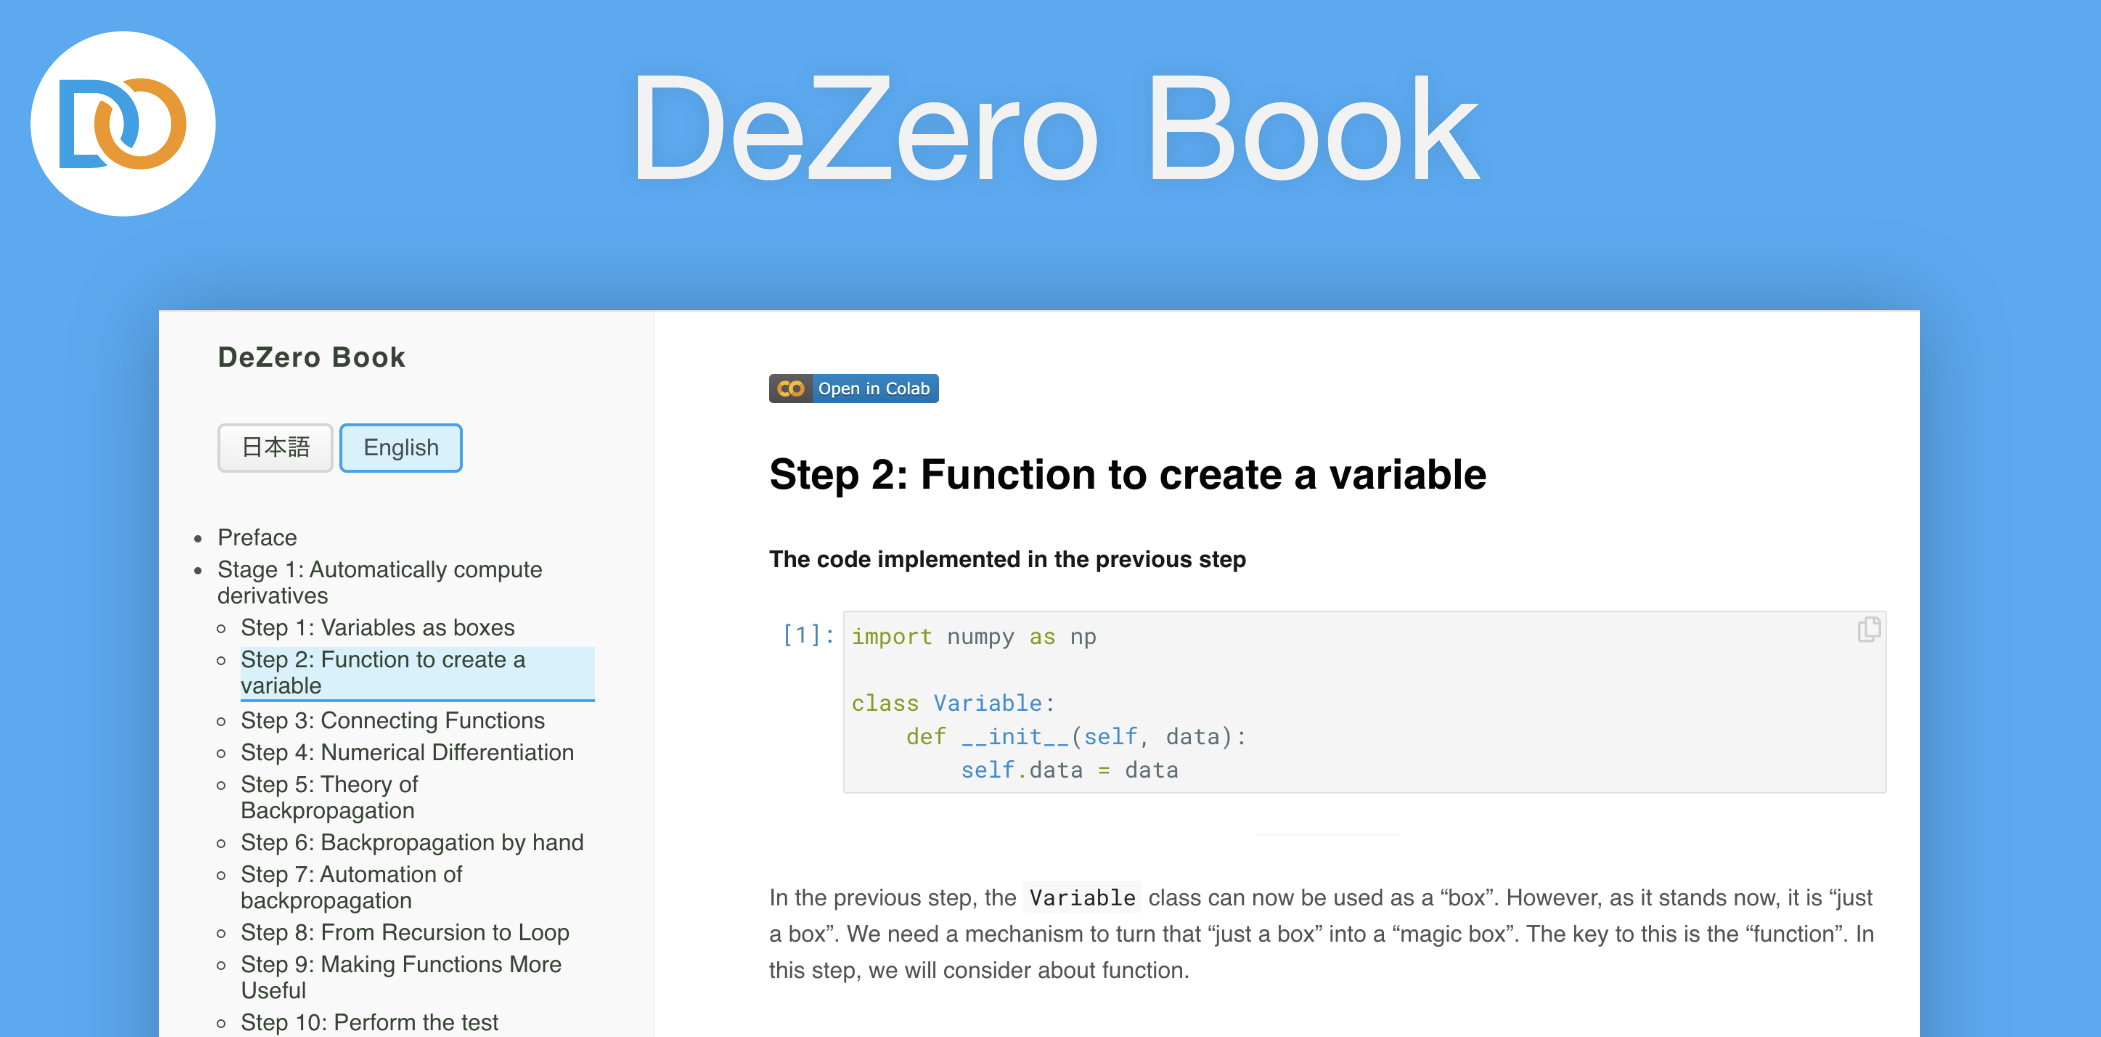 DO
DeZero Book
DeZero Book
日本語
English
Preface
Stage 1: Automatically compute
derivatives
Step 1: Variables as boxes
Step 2: Function to create a
variable
Step 3: Connecting Functions
Step 4: Numerical Differentiation
Step 5: Theory of
Backpropagation
Step 6: Backpropagation by hand
Step 7: Automation of
backpropagation
Step 8: From Recursion to Loop
Step 9: Making Functions More
Useful
Step 10: Perform the test
Open in Colab
Step 2: Function to create a variable
The code implemented in the previous step
[1]:
import numpy as np
class Variable:
    def __init__(self, data):
        self.data = data
In the previous step, the Variable class can now be used as a “box”. However, as it stands now, it is “just
a box”. We need a mechanism to turn that “just a box” into a “magic box”. The key to this is the “function”. In
this step, we will consider about function.